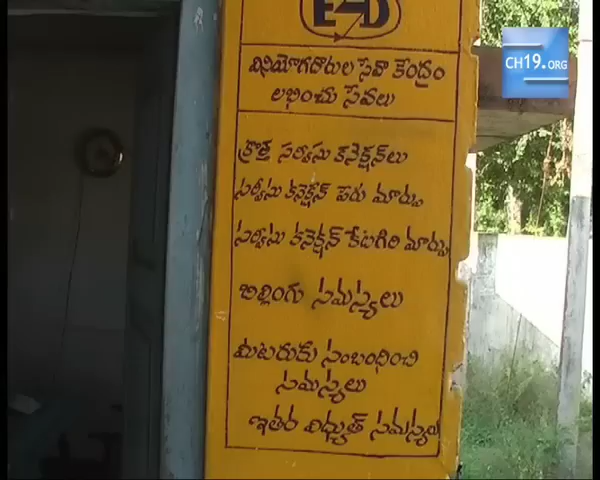 CH19.ORG
వినియోగదారుల సేవా కేంద్రం
లభించు సేవలు
క్రొత్త సర్వీసు కనెక్షన్‌లు
సర్వీసు కనెక్షన్ పేరు మార్పు
సర్వీసు కనెక్షన్ కేటగిరి మార్పు
బిల్లింగు సమస్యలు
మీటరుకు సంబంధించి
సమస్యలు
ఇతర విద్యుత్ సమస్యలు